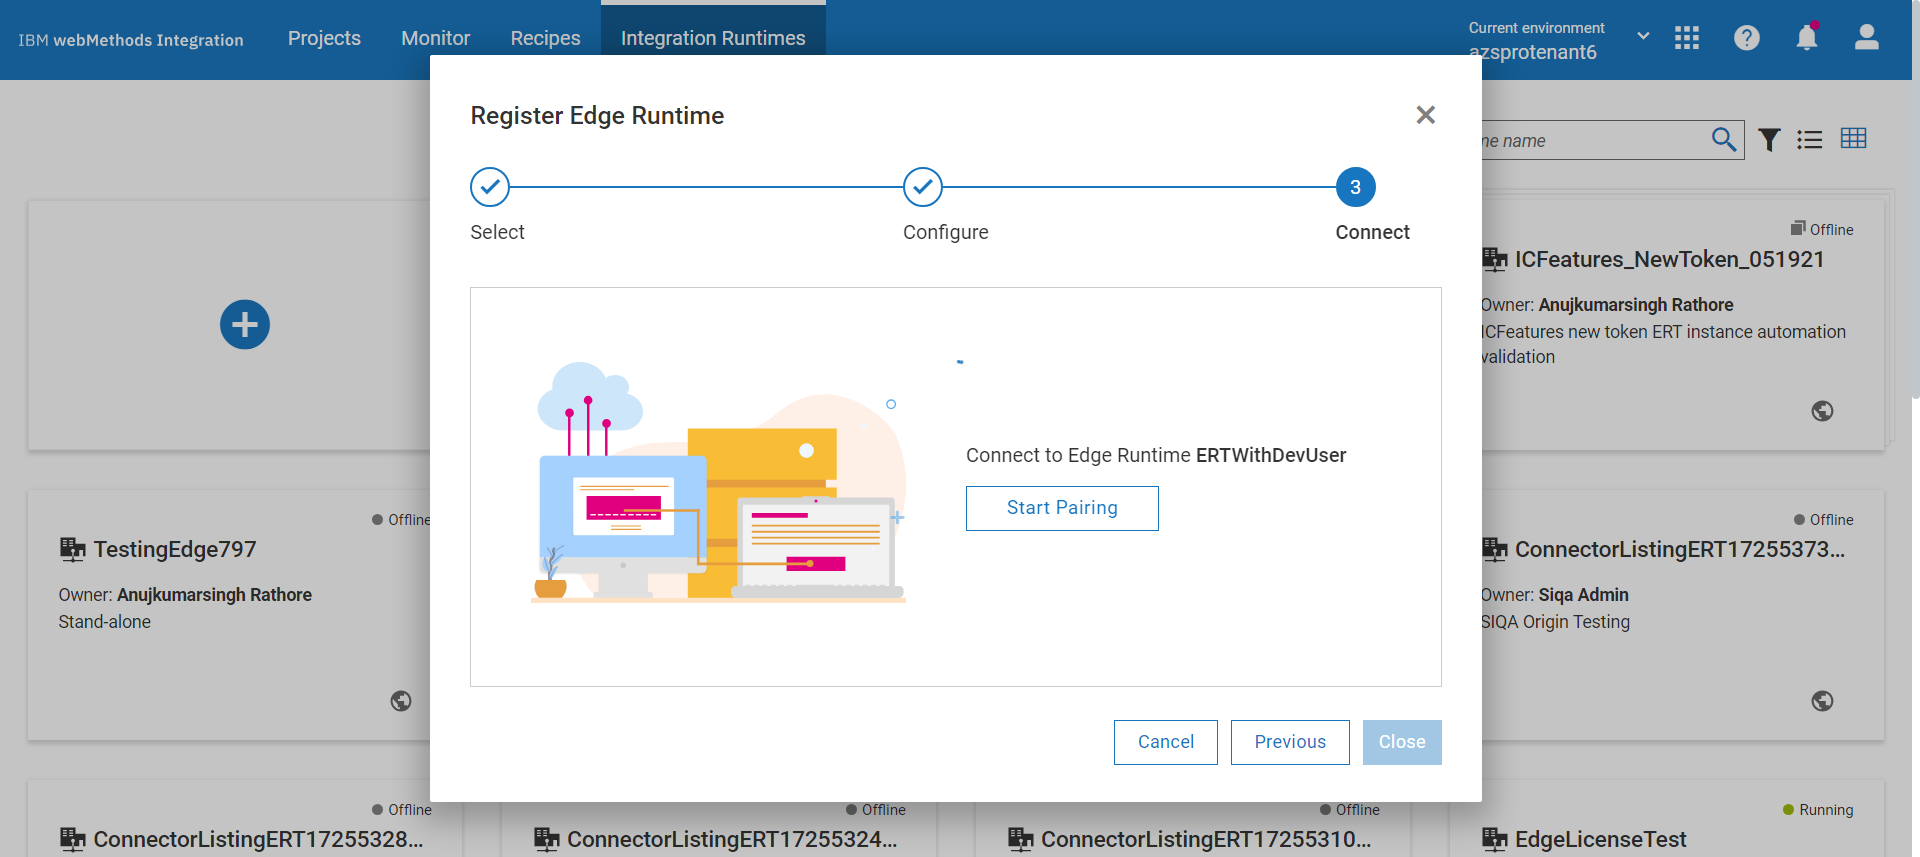 IBM webMethods Integration
Projects
Monitor
Recipes
Integration Runtimes
Current environment
azsprotenant6
Register Edge Runtime
3
Select
Configure
Connect
Connect to Edge Runtime ERTWithDevUser
Start Pairing
Cancel
Previous
Close
name
Offline
ICFeatures_NewToken_051921
Owner: Anujkumarsingh Rathore
ICFeatures new token ERT instance automation
validation
Offline
TestingEdge797
Owner: Anujkumarsingh Rathore
Stand-alone
Offline
ConnectorListingERT17255373...
Owner: Siqa Admin
SIQA Origin Testing
Offline
ConnectorListingERT17255328...
Offline
ConnectorListingERT17255324...
Offline
ConnectorListingERT17255310...
Running
EdgeLicenseTest